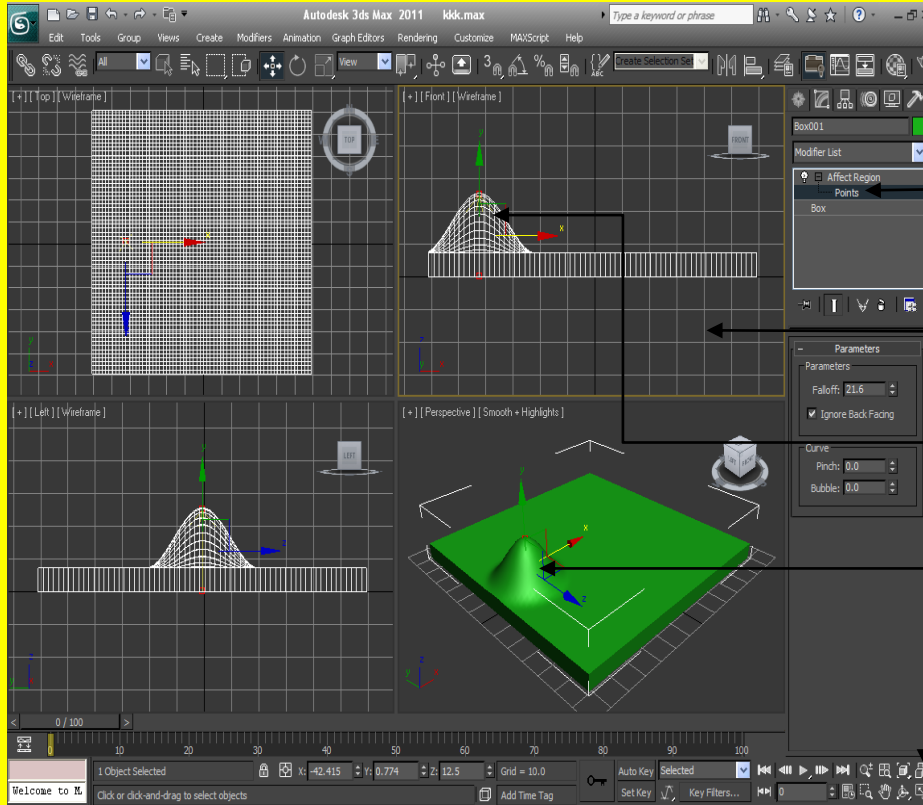 Autodesk 3ds Max 2011 kkk.max
Type a keyword or phrase
Edit Tools Group Views Create Modifiers Animation Graph Editors Rendering Customize MAXScript Help
All
View
3
ABC
Create Selection Set
[ + ] [ Top ] [ Wireframe ]
TOP
x
y
z
[ + ] [ Front ] [ Wireframe ]
FRONT
y
x
z
y
Box001
Modifier List
Affect Region
Points
Box
Parameters
Parameters
Falloff: 21.6
Ignore Back Facing
Curve
Pinch: 0.0
Bubble: 0.0
[ + ] [ Left ] [ Wireframe ]
LEFT
y
z
z
y
[ + ] [ Perspective ] [ Smooth + Highlights ]
FRONT
y
x
z
z
y
< 0 / 100 >
0 10 20 30 40 50 60 70 80 90 100
1 Object Selected X: -42.415 Y: 0.774 Z: 12.5 Grid = 10.0 Auto Key Selected
Welcome to M. Click or click-and-drag to select objects Add Time Tag Set Key Key Filters... 0